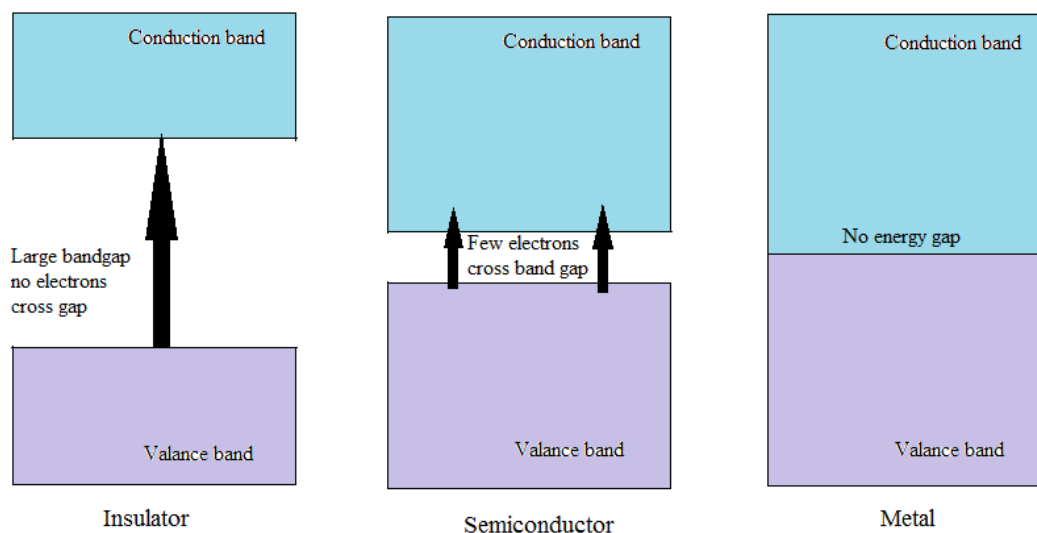 Conduction band
Large bandgap
no electrons
cross gap
Valance band
Insulator
Conduction band
Few electrons
cross band gap
Valance band
Semiconductor
Conduction band
No energy gap
Valance band
Metal